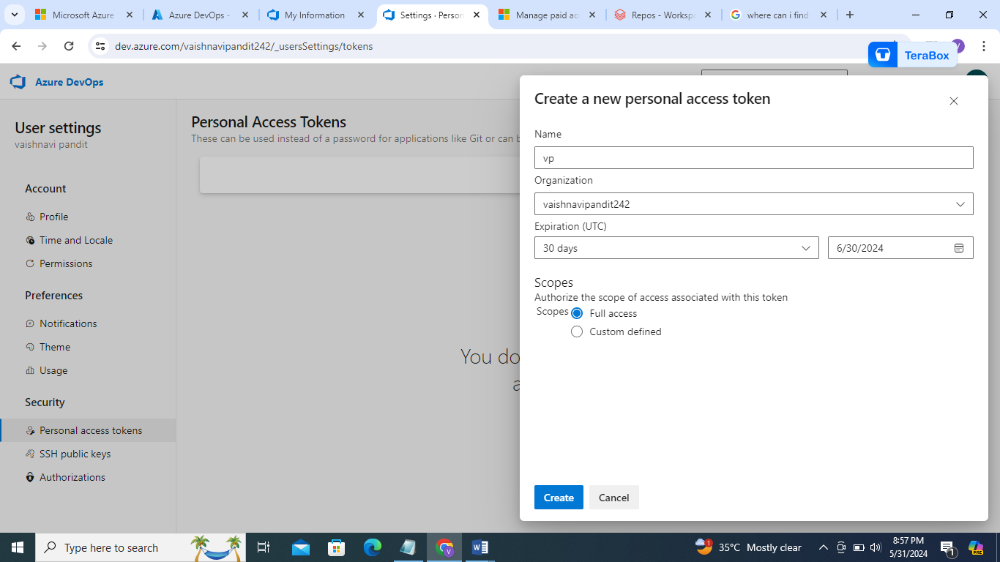 Microsoft Azure
Azure DevOps -
My Information
Settings · Person
Manage paid acc
Repos - Workspa
where can i find
dev.azure.com/vaishnavipandit242/_usersSettings/tokens
TeraBox
Azure DevOps
User settings
vaishnavi pandit
Account
Profile
Time and Locale
Permissions
Preferences
Notifications
Theme
Usage
Security
Personal access tokens
SSH public keys
Authorizations
Personal Access Tokens
These can be used instead of a password for applications like Git or can b
You do
a
Create a new personal access token
Name
vp
Organization
vaishnavipandit242
Expiration (UTC)
30 days
6/30/2024
Scopes
Authorize the scope of access associated with this token
Scopes
Full access
Custom defined
Create
Cancel
Type here to search
1
35°C Mostly clear
8:57 PM
5/31/2024
1
PRE